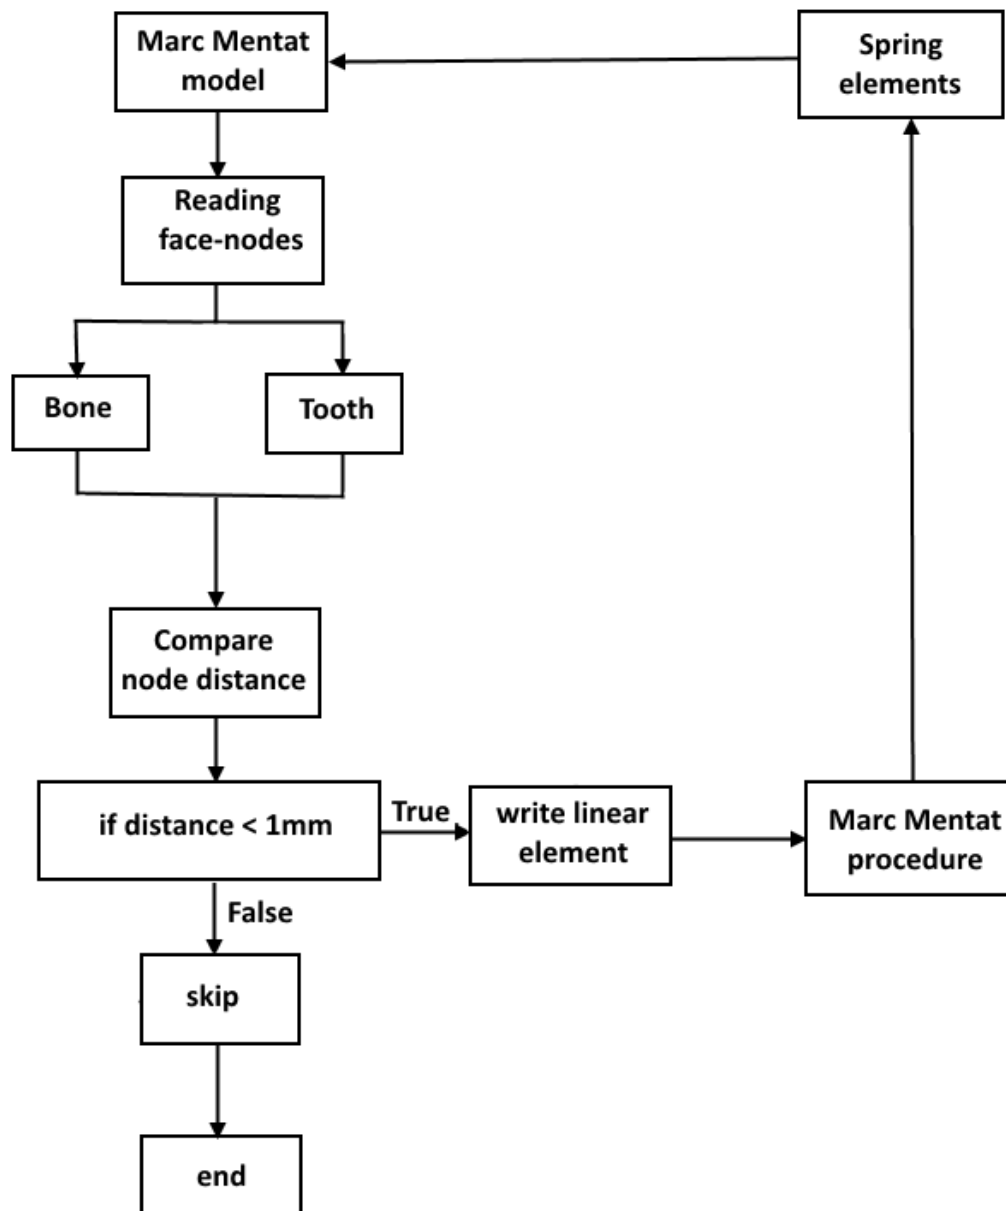 Marc Mentat
model
Spring
elements
Reading
face-nodes
Bone
Tooth
Compare
node distance
if distance < 1mm
True
write linear
element
Marc Mentat
procedure
False
skip
end